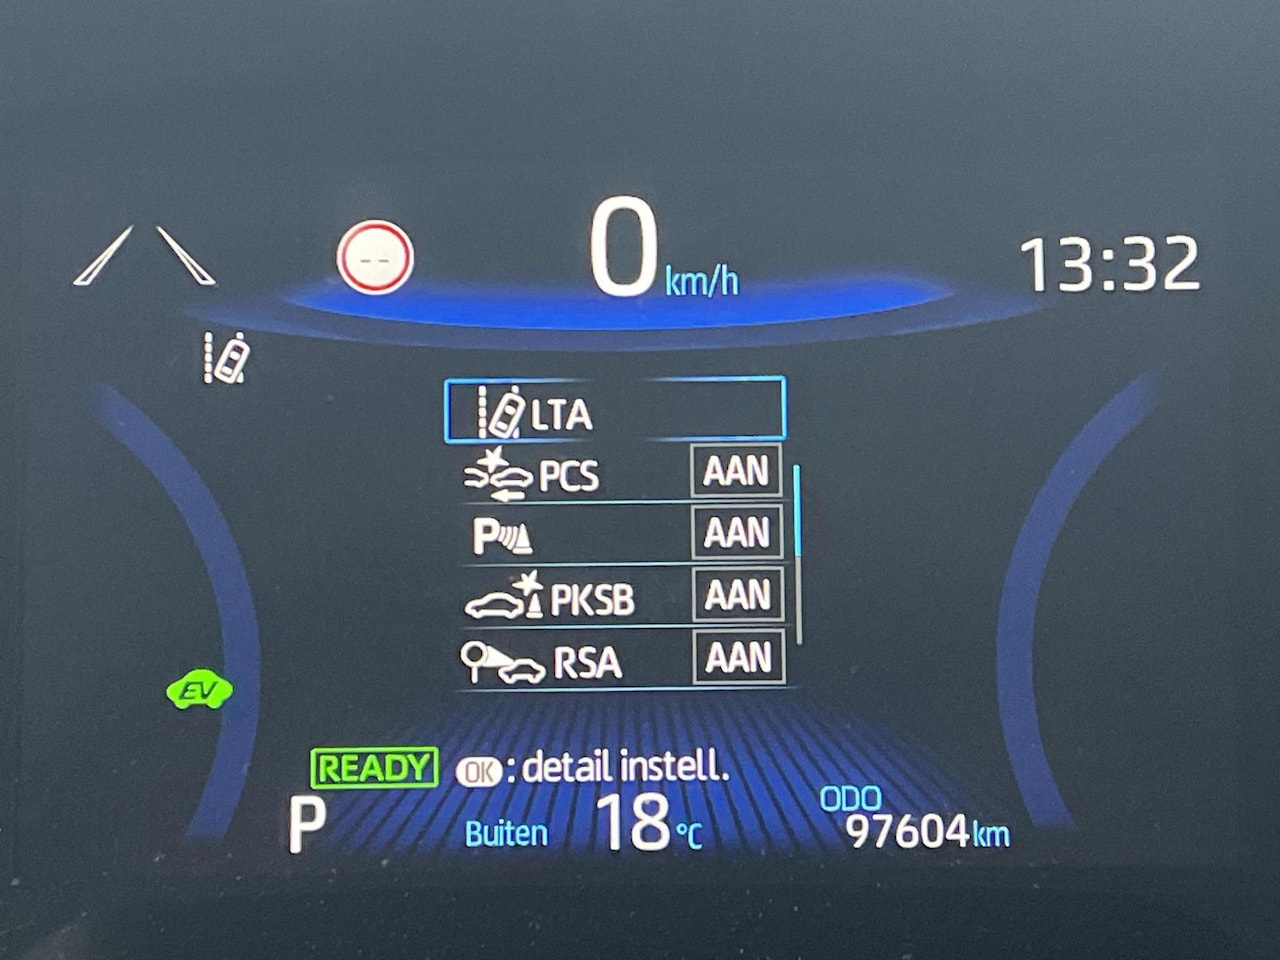 0 km/h
13:32
--
LTA
PCS AAN
P AAN
PKSB AAN
RSA AAN
EV
READY OK : detail instell.
P Buiten 18 °C
ODO
97604 km